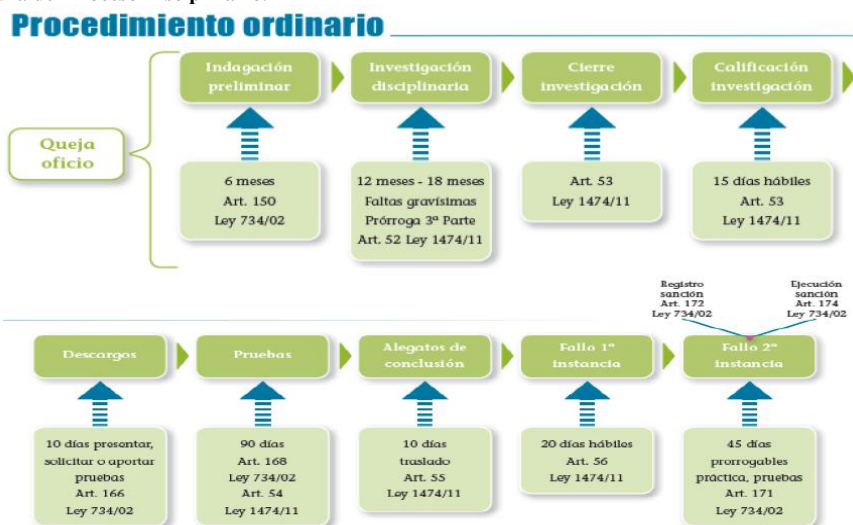 Procedimiento ordinario
Queja
oficio
Indagación
preliminar
6 meses
Art. 150
Ley 734/02
Investigación
disciplinaria
12 meses - 18 meses
Faltas gravísimas
Prórroga 3ª Parte
Art. 52 Ley 1474/11
Cierre
investigación
Art. 53
Ley 1474/11
Calificación
investigación
15 días hábiles
Art. 53
Ley 1474/11
Registro
sanción
Art. 172
Ley 734/02
Ejecución
sanción
Art. 174
Ley 734/02
Descargos
10 días presentar,
solicitar o aportar
pruebas
Art. 166
Ley 734/02
Pruebas
90 días
Art. 168
Ley 734/02
Art. 54
Ley 1474/11
Alegatos de
conclusión
10 días
traslado
Art. 55
Ley 1474/11
Fallo 1ª
instancia
20 días hábiles
Art. 56
Ley 1474/11
Fallo 2ª
instancia
45 días
prorrogables
práctica, pruebas
Art. 171
Ley 734/02